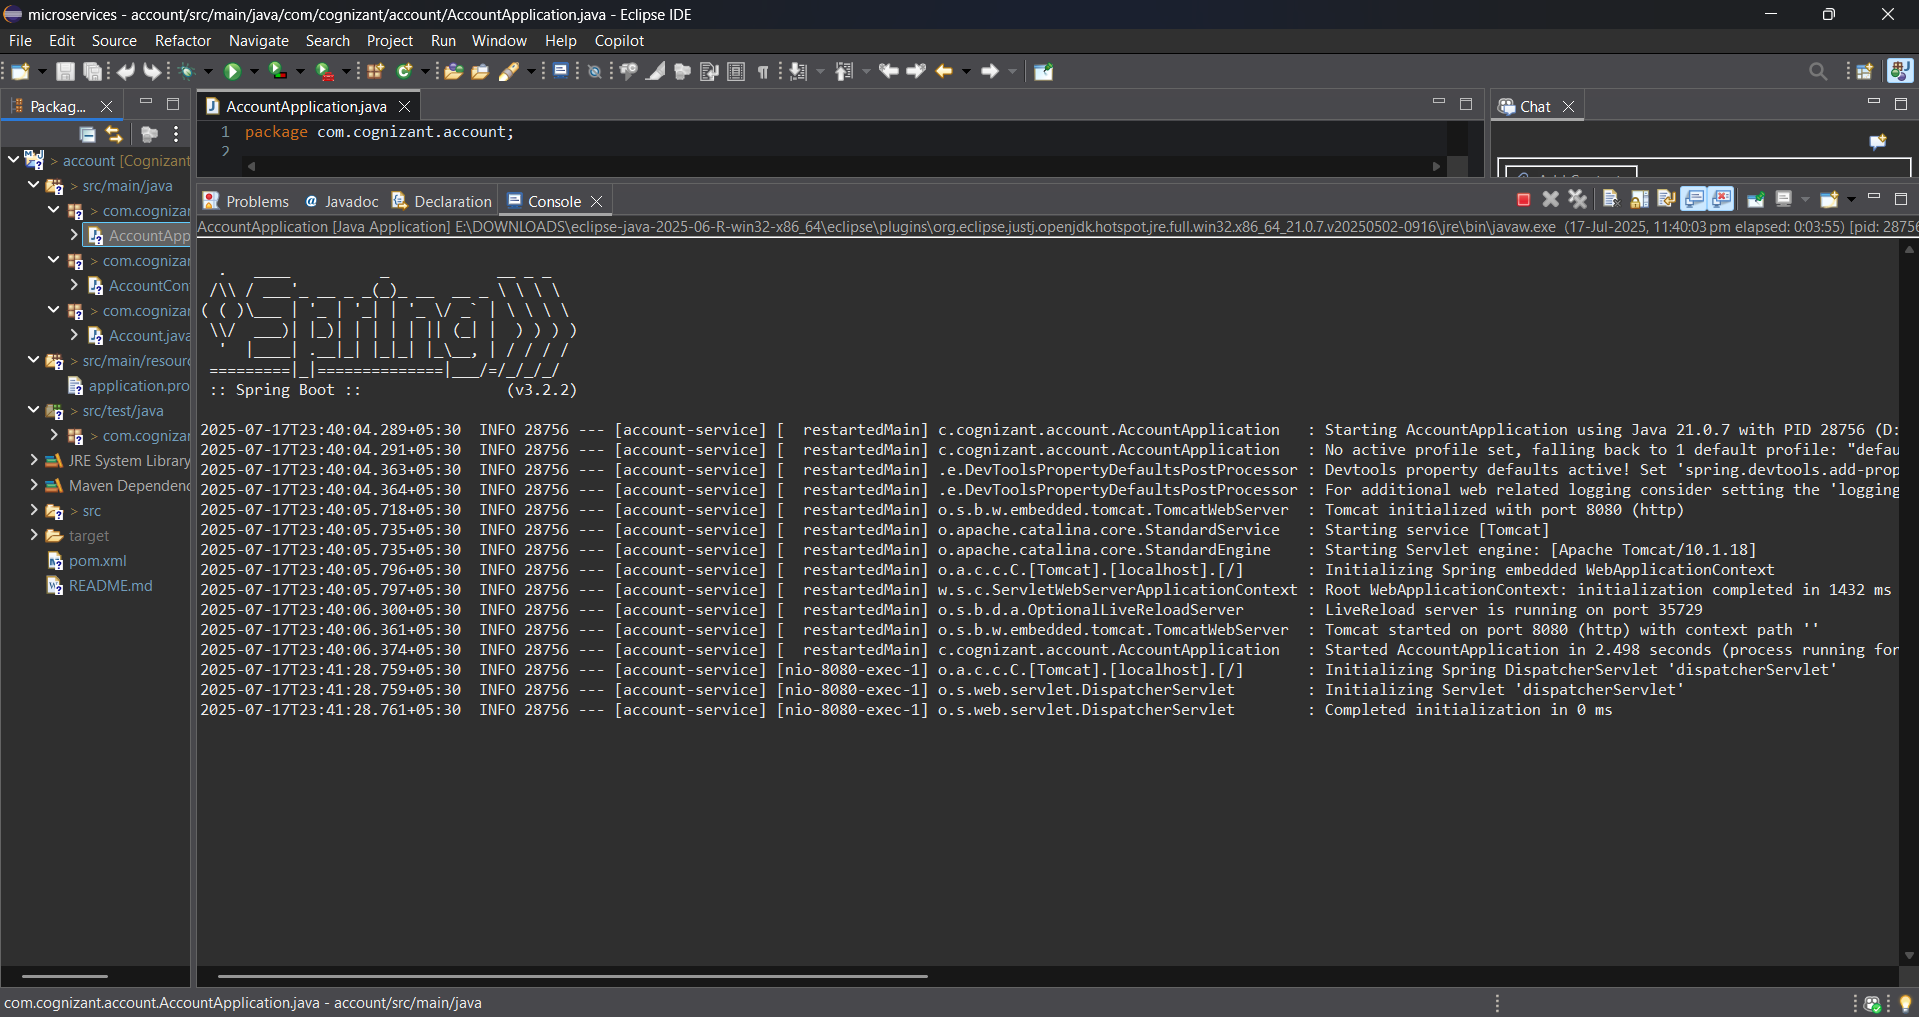 microservices - account/src/main/java/com/cognizant/account/AccountApplication.java - Eclipse IDE
File Edit Source Refactor Navigate Search Project Run Window Help Copilot
Packag...
AccountApplication.java
Chat
1 package com.cognizant.account;
2
> account [Cognizant
> src/main/java
> com.cognizar
AccountApp
> com.cognizar
AccountCon
> com.cognizar
Account.java
> src/main/resour
application.pro
> src/test/java
> com.cognizar
JRE System Library
Maven Dependenc
> src
target
pom.xml
README.md
Problems @ Javadoc Declaration Console
AccountApplication [Java Application] E:\DOWNLOADS\eclipse-java-2025-06-R-win32-x86_64\eclipse\plugins\org.eclipse.justj.openjdk.hotspot.jre.full.win32.x86_64_21.0.7.v20250502-0916\jre\bin\javaw.exe (17-Jul-2025, 11:40:03 pm elapsed: 0:03:55) [pid: 28756
:: Spring Boot :: (v3.2.2)
2025-07-17T23:40:04.289+05:30 INFO 28756 --- [account-service] [ restartedMain] c.cognizant.account.AccountApplication : Starting AccountApplication using Java 21.0.7 with PID 28756 (D:
2025-07-17T23:40:04.291+05:30 INFO 28756 --- [account-service] [ restartedMain] c.cognizant.account.AccountApplication : No active profile set, falling back to 1 default profile: "defau
2025-07-17T23:40:04.363+05:30 INFO 28756 --- [account-service] [ restartedMain] .e.DevToolsPropertyDefaultsPostProcessor : Devtools property defaults active! Set 'spring.devtools.add-prop
2025-07-17T23:40:04.364+05:30 INFO 28756 --- [account-service] [ restartedMain] .e.DevToolsPropertyDefaultsPostProcessor : For additional web related logging consider setting the 'logging
2025-07-17T23:40:05.718+05:30 INFO 28756 --- [account-service] [ restartedMain] o.s.b.w.embedded.tomcat.TomcatWebServer : Tomcat initialized with port 8080 (http)
2025-07-17T23:40:05.735+05:30 INFO 28756 --- [account-service] [ restartedMain] o.apache.catalina.core.StandardService : Starting service [Tomcat]
2025-07-17T23:40:05.735+05:30 INFO 28756 --- [account-service] [ restartedMain] o.apache.catalina.core.StandardEngine : Starting Servlet engine: [Apache Tomcat/10.1.18]
2025-07-17T23:40:05.796+05:30 INFO 28756 --- [account-service] [ restartedMain] o.a.c.c.C.[Tomcat].[localhost].[/] : Initializing Spring embedded WebApplicationContext
2025-07-17T23:40:05.797+05:30 INFO 28756 --- [account-service] [ restartedMain] w.s.c.ServletWebServerApplicationContext : Root WebApplicationContext: initialization completed in 1432 ms
2025-07-17T23:40:06.300+05:30 INFO 28756 --- [account-service] [ restartedMain] o.s.b.d.a.OptionalLiveReloadServer : LiveReload server is running on port 35729
2025-07-17T23:40:06.361+05:30 INFO 28756 --- [account-service] [ restartedMain] o.s.b.w.embedded.tomcat.TomcatWebServer : Tomcat started on port 8080 (http) with context path ''
2025-07-17T23:40:06.374+05:30 INFO 28756 --- [account-service] [ restartedMain] c.cognizant.account.AccountApplication : Started AccountApplication in 2.498 seconds (process running for
2025-07-17T23:41:28.759+05:30 INFO 28756 --- [account-service] [nio-8080-exec-1] o.a.c.c.C.[Tomcat].[localhost].[/] : Initializing Spring DispatcherServlet 'dispatcherServlet'
2025-07-17T23:41:28.759+05:30 INFO 28756 --- [account-service] [nio-8080-exec-1] o.s.web.servlet.DispatcherServlet : Initializing Servlet 'dispatcherServlet'
2025-07-17T23:41:28.761+05:30 INFO 28756 --- [account-service] [nio-8080-exec-1] o.s.web.servlet.DispatcherServlet : Completed initialization in 0 ms
com.cognizant.account.AccountApplication.java - account/src/main/java